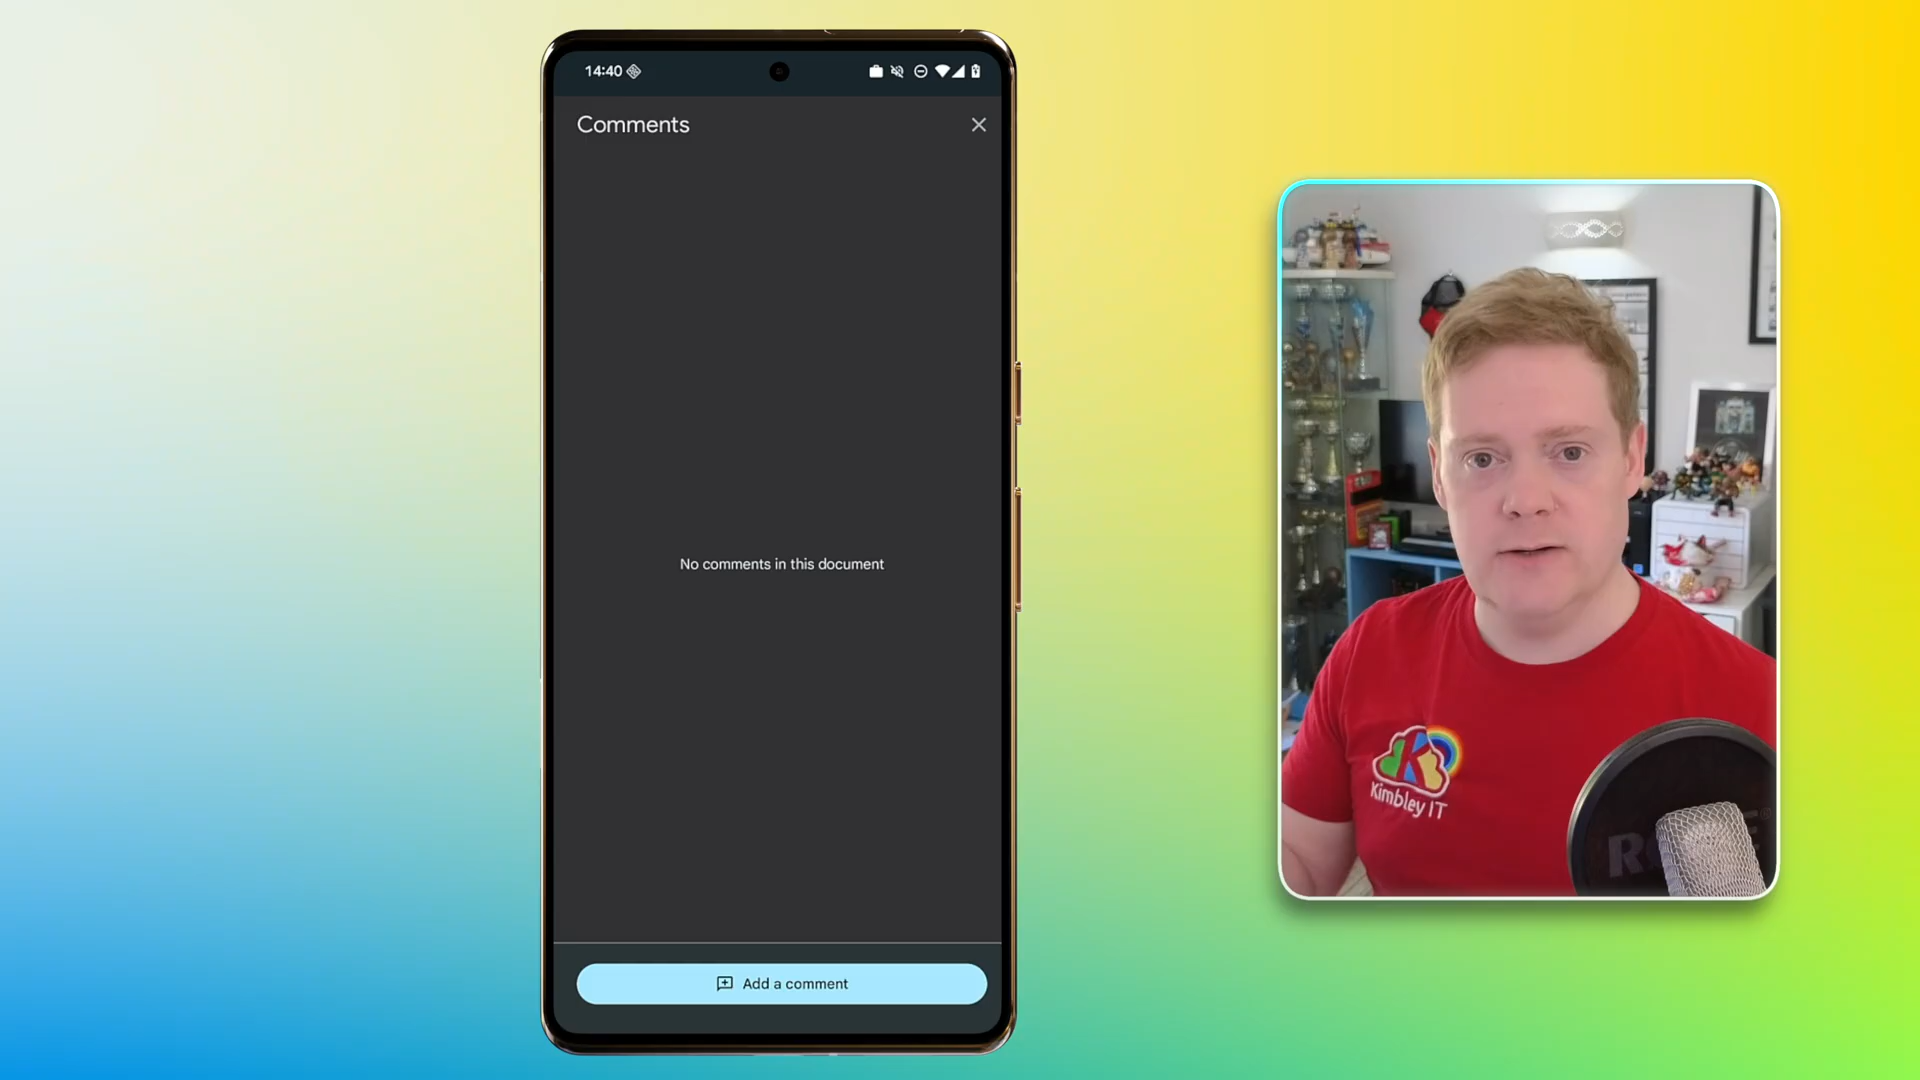 14:40
Comments
No comments in this document
Add a comment
Kimbley IT